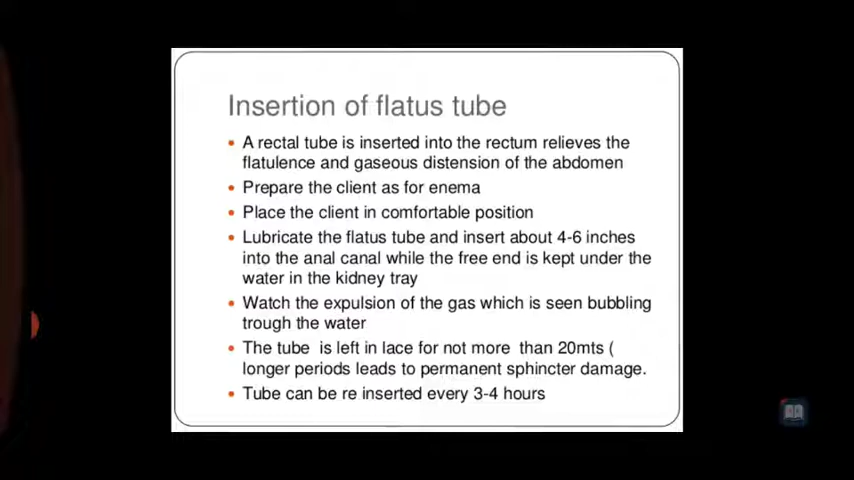 Insertion of flatus tube
• A rectal tube is inserted into the rectum relieves the
flatulence and gaseous distension of the abdomen
• Prepare the client as for enema
• Place the client in comfortable position
• Lubricate the flatus tube and insert about 4-6 inches
into the anal canal while the free end is kept under the
water in the kidney tray
• Watch the expulsion of the gas which is seen bubbling
trough the water
• The tube is left in lace for not more than 20mts (
longer periods leads to permanent sphincter damage.
• Tube can be re inserted every 3-4 hours